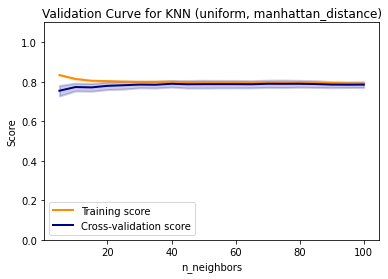 Validation Curve for KNN (uniform, manhattan_distance)
Score
1.0
0.8
0.6
0.4
0.2
0.0
Training score
Cross-validation score
20
40
60
80
100
n_neighbors